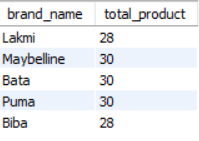 brand_name total_product
Lakmi 28
Maybelline 30
Bata 30
Puma 30
Biba 28